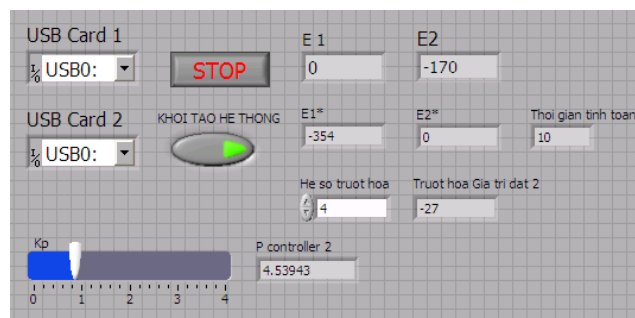 USB Card 1
E 1
E2
I/O USB0:
STOP
0
-170
USB Card 2
KHOI TAO HE THONG
E1*
E2*
Thoi gian tinh toan
I/O USB0:
-354
0
10
He so truot hoa
Truot hoa Gia tri dat 2
4
-27
Kp
P controller 2
4.53943
0 1 2 3 4